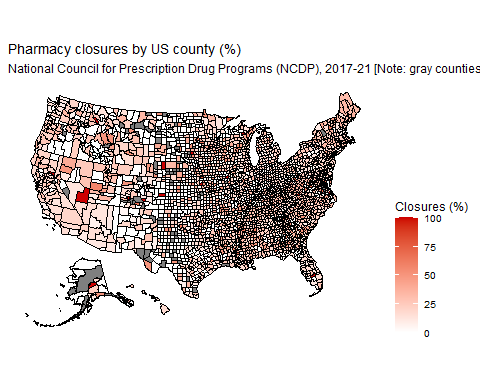 Pharmacy closures by US county (%)
National Council for Prescription Drug Programs (NCDP), 2017-21 [Note: gray counties
Closures (%)
100
75
50
25
0